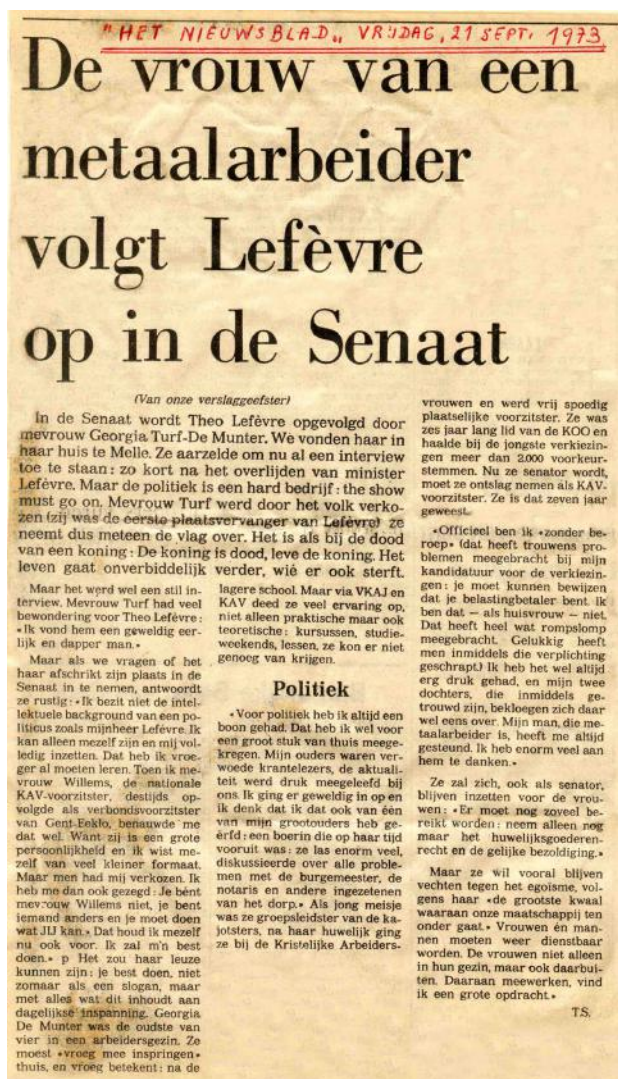 "HET NIEUWSBLAD„ VRIJDAG, 21 SEPT. 1973
De vrouw van een
metaalarbeider
volgt Lefèvre
op in de Senaat
(Van onze verslaggeefster)
In de Senaat wordt Theo Lefèvre opgevolgd door
mevrouw Georgia Turf-De Munter. We vonden haar in
haar huis te Melle. Ze aarzelde om nu al een interview
toe te staan: zo kort na het overlijden van minister
Lefèvre. Maar de politiek is een hard bedrijf: the show
must go on. Mevrouw Turf werd door het volk verko-
zen (zij was de eerste plaatsvervanger van Lefèvre) ze
neemt dus meteen de vlag over. Het is als bij de dood
van een koning: De koning is dood, leve de koning. Het
leven gaat onverbiddelijk verder, wié er ook sterft.
Maar het werd wel een stil in-
terview. Mevrouw Turf had veel
bewondering voor Theo Lefèvre:
«Ik vond hem een geweldig eer-
lijk en dapper man.»
Maar als we vragen of het
haar afschrikt zijn plaats in de
Senaat in te nemen, antwoordt
ze rustig: «Ik bezit niet de intel-
lektuele background van een po-
liticus zoals mijnheer Lefèvre. Ik
kan alleen mezelf zijn en mij vol-
ledig inzetten. Dat heb ik vroe-
ger al moeten leren. Toen ik me-
vrouw Willems, de nationale
KAV-voorzitster, destijds op-
volgde als verbondsvoorzitster
van Gent-Eeklo, benauwde me
dat wel. Want zij is een grote
persoonlijkheid en ik wist me-
zelf van veel kleiner formaat.
Maar men had mij verkozen. Ik
heb me dan ook gezegd: Je bent
mevrouw Willems niet, je bent
iemand anders en je moet doen
wat JIJ kan.» Dat houd ik mezelf
nu ook voor. Ik zal m'n best
doen.» p Het zou haar leuze
kunnen zijn: je best doen, niet
zomaar als een slogan, maar
met alles wat dit inhoudt aan
dagelijkse inspanning. Georgia
De Munter was de oudste van
vier in een arbeidersgezin. Ze
moest «vroeg mee inspringen»
thuis, en vroeg betekent: na de
lagere school. Maar via VKAJ en
KAV deed ze veel ervaring op,
niet alleen praktische maar ook
teoretische: kursussen, studie-
weekends, lessen, ze kon er niet
genoeg van krijgen.
Politiek
«Voor politiek heb ik altijd een
boon gehad. Dat heb ik wel voor
een groot stuk van thuis meege-
kregen. Mijn ouders waren ver-
woede krantelezers, de aktuali-
teit werd druk meegeleefd bij
ons. Ik ging er geweldig in op en
ik denk dat ik dat ook van één
van mijn grootouders heb ge-
ërfd: een boerin die op haar tijd
vooruit was: ze las enorm veel,
diskussieerde over alle proble-
men met de burgemeester, de
notaris en andere ingezetenen
van het dorp.» Als jong meisje
was ze groepsleidster van de ka-
jotsters, na haar huwelijk ging
ze bij de Kristelijke Arbeiders-
vrouwen en werd vrij spoedig
plaatselijke voorzitster. Ze was
zes jaar lang lid van de KOO en
haalde bij de jongste verkiezin-
gen meer dan 2.000 voorkeur-
stemmen. Nu ze senator wordt,
moet ze ontslag nemen als KAV-
voorzitster. Ze is dat zeven jaar
geweest.
«Officieel ben ik «zonder be-
roep» (dat heeft trouwens pro-
blemen meegebracht bij mijn
kandidatuur voor de verkiezin-
gen: je moet kunnen bewijzen
dat je belastingbetaler bent. Ik
ben dat — als huisvrouw — niet.
Dat heeft heel wat rompslomp
meegebracht. Gelukkig heeft
men inmiddels die verplichting
geschrapt.) Ik heb het wel altijd
erg druk gehad, en mijn twee
dochters, die inmiddels ge-
trouwd zijn, bekloegen zich daar
wel eens over. Mijn man, die me-
taalarbeider is, heeft me altijd
gesteund. Ik heb enorm veel aan
hem te danken.»
Ze zal zich, ook als senator,
blijven inzetten voor de vrou-
wen: «Er moet nog zoveel be-
reikt worden: neem alleen nog
maar het huwelijksgoederen-
recht en de gelijke bezoldiging.»
Maar ze wil vooral blijven
vechten tegen het egoïsme, vol-
gens haar «de grootste kwaal
waaraan onze maatschappij ten
onder gaat.» Vrouwen én man-
nen moeten weer dienstbaar
worden. De vrouwen niet alleen
in hun gezin, maar ook daarbui-
ten. Daaraan meewerken, vind
ik een grote opdracht.»
T.S.